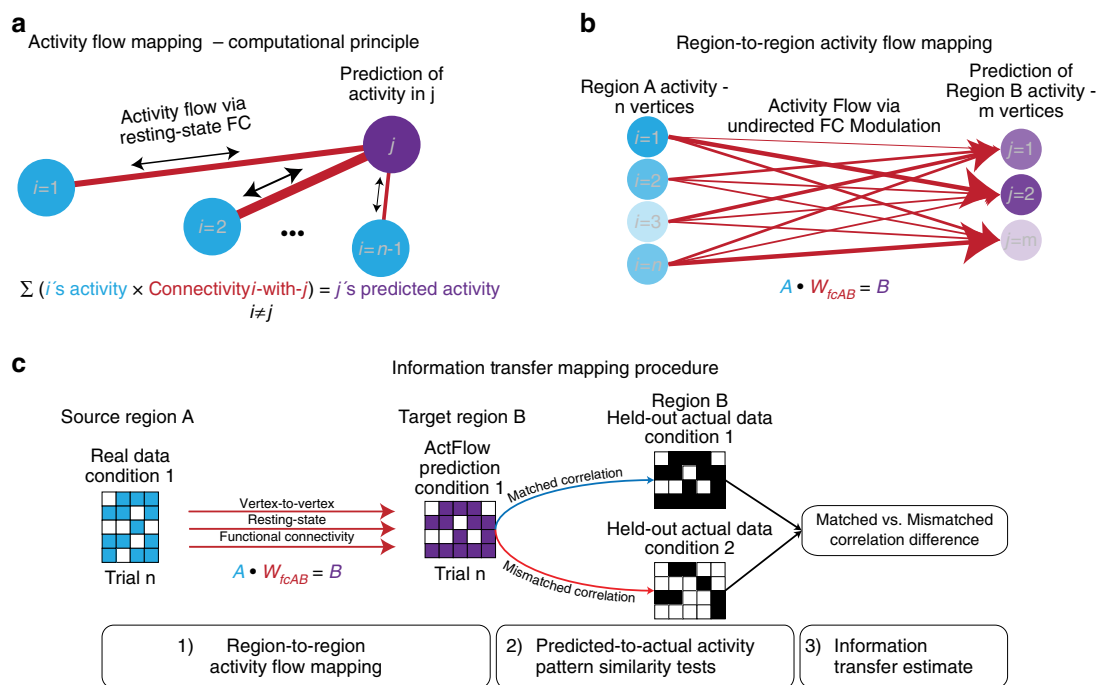 a
Activity flow mapping – computational principle
Prediction of
activity in j
Activity flow via
resting-state FC
j
i=1
i=2
...
i=n-1
Σ (i´s activity × Connectivityi-with-j) = j´s predicted activity
i≠j
b
Region-to-region activity flow mapping
Region A activity -
n vertices
Prediction of
Region B activity -
m vertices
Activity Flow via
undirected FC Modulation
i=1
i=2
i=3
i=n
j=1
j=2
j=m
A • WfcAB = B
c
Information transfer mapping procedure
Source region A
Real data
condition 1
Trial n
Vertex-to-vertex
Resting-state
Functional connectivity
A • WfcAB = B
Target region B
ActFlow
prediction
condition 1
Trial n
Matched correlation
Mismatched correlation
Region B
Held-out actual data
condition 1
Held-out actual data
condition 2
Matched vs. Mismatched
correlation difference
1) Region-to-region
activity flow mapping
2) Predicted-to-actual activity
pattern similarity tests
3) Information
transfer estimate